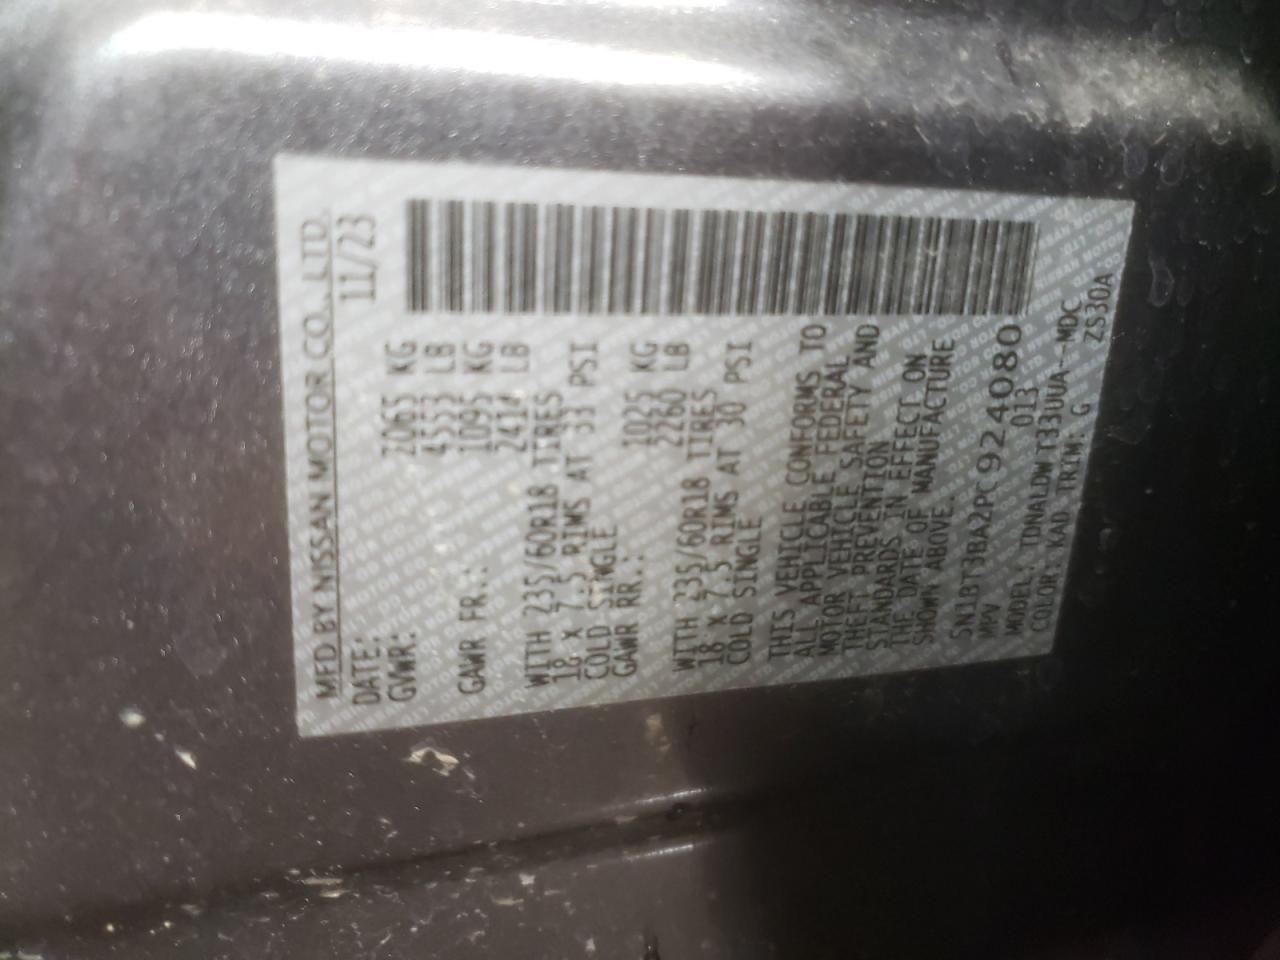 MFD BY NISSAN MOTOR CO., LTD.
DATE: 11/23
GVWR: 2065 KG
4553 LB
GAWR FR.: 1095 KG
2414 LB
WITH 235/60R18 TIRES
18 X 7.5 RIMS AT 33 PSI
COLD SINGLE
GAWR RR.: 1025 KG
2260 LB
WITH 235/60R18 TIRES
18 X 7.5 RIMS AT 30 PSI
COLD SINGLE
THIS VEHICLE CONFORMS TO
ALL APPLICABLE FEDERAL
MOTOR VEHICLE SAFETY AND
THEFT PREVENTION
STANDARDS IN EFFECT ON
THE DATE OF MANUFACTURE
SHOWN ABOVE.
5N1BT3BA2PC924080
MPV 013
MODEL: TDNALDW T33UUA--MDC
COLOR: KAD TRIM: G ZS30A